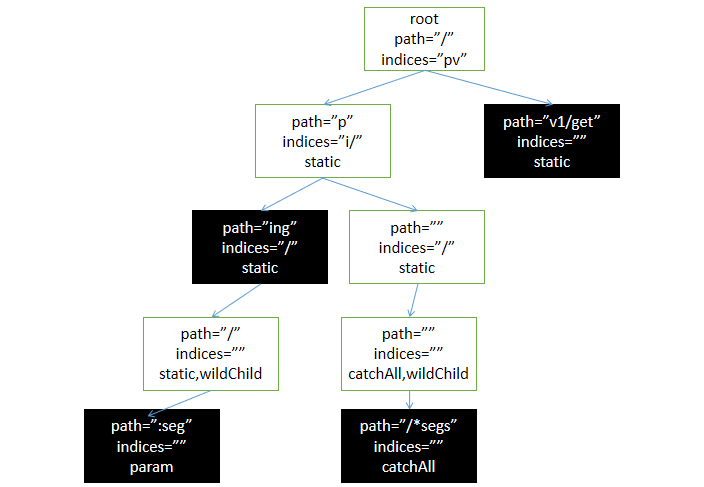 root
path=”/”
indices=”pv”
path=”p”
indices=”i/”
static
path=”v1/get”
indices=””
static
path=”ing”
indices=”/”
static
path=””
indices=”/”
static
path=”/”
indices=””
static,wildChild
path=””
indices=””
catchAll,wildChild
path=”:seg”
indices=””
param
path=”/*segs”
indices=””
catchAll